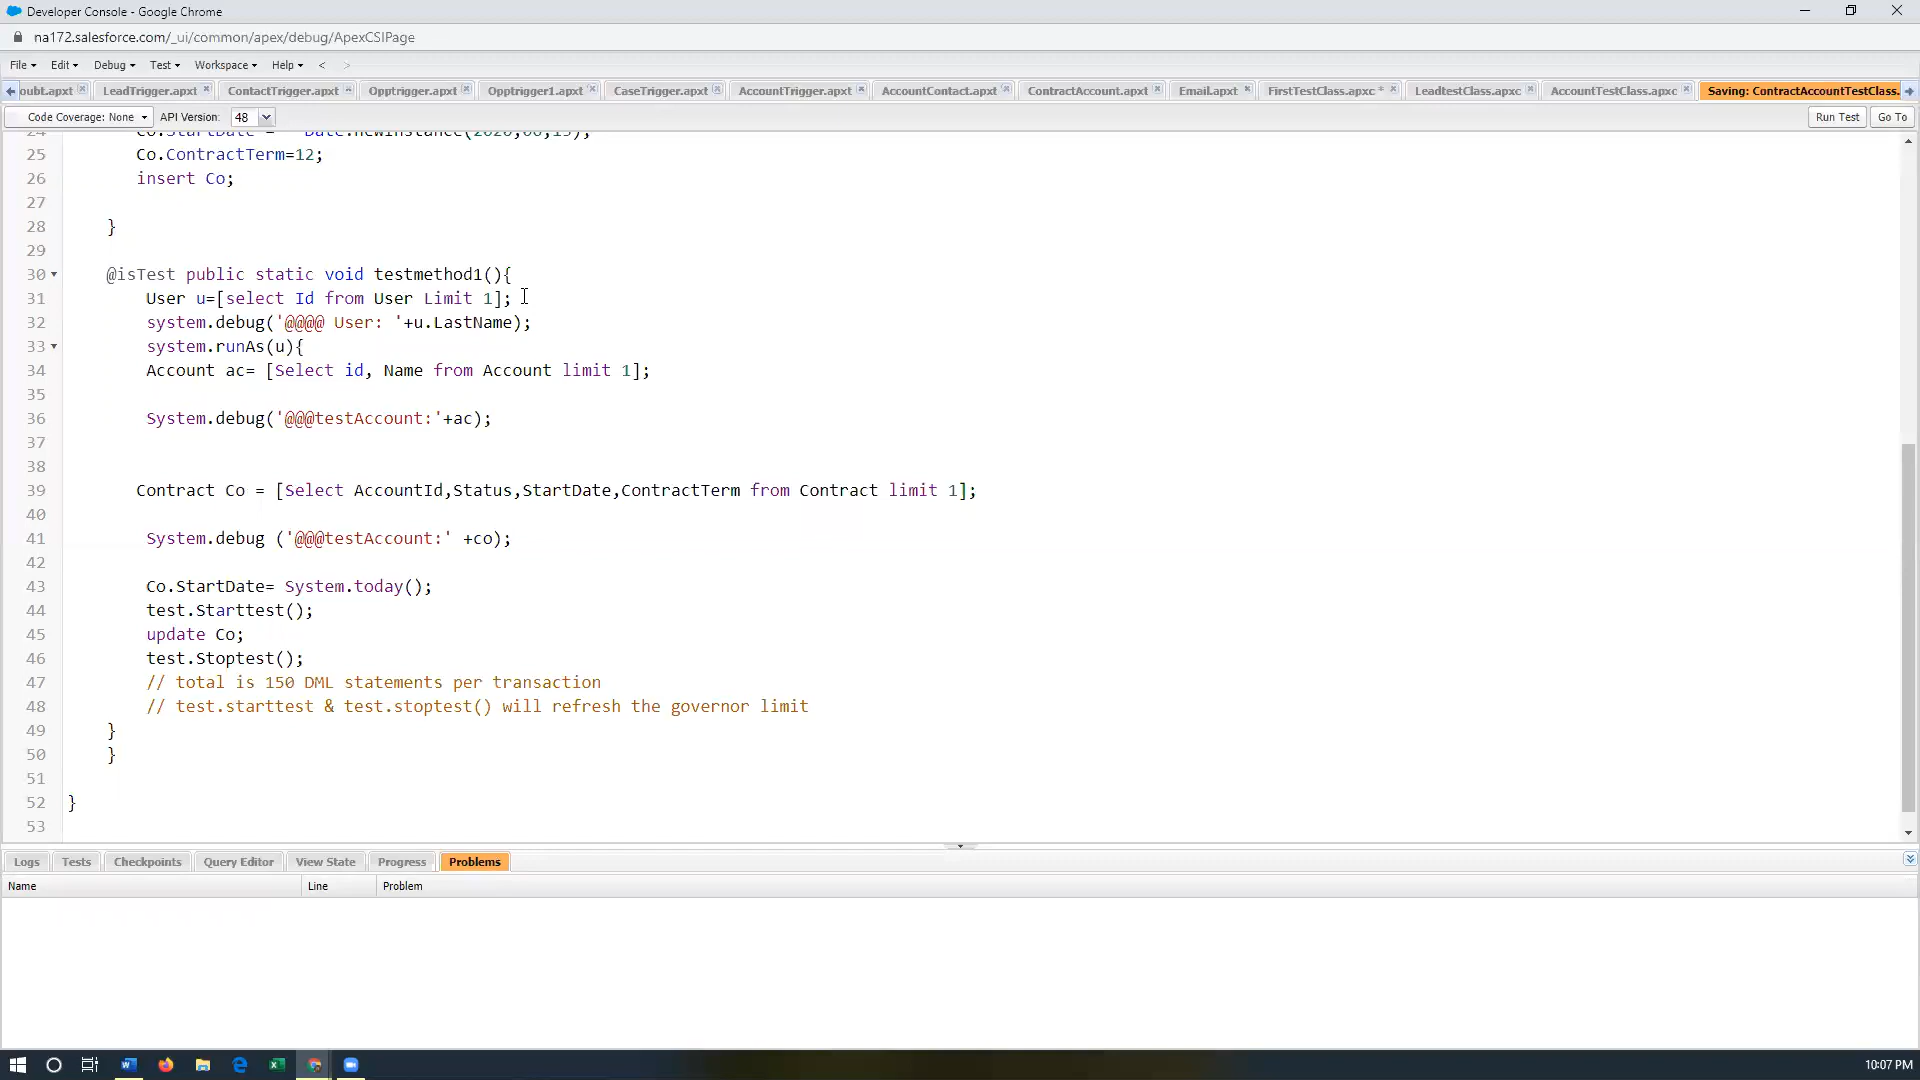 Developer Console - Google Chrome
na172.salesforce.com/_ui/common/apex/debug/ApexCSIPage
File Edit Debug Test Workspace Help < >
oubt.apxt LeadTrigger.apxt ContactTrigger.apxt Opptrigger.apxt Opptrigger1.apxt CaseTrigger.apxt AccountTrigger.apxt AccountContact.apxt ContractAccount.apxt Email.apxt FirstTestClass.apxc * LeadtestClass.apxc AccountTestClass.apxc Saving: ContractAccountTestClass.
Code Coverage: None API Version: 48 Run Test Go To
24 Co.StartDate = Date.newInstance(2020,06,15);
25 Co.ContractTerm=12;
26 insert Co;
27
28 }
29
30 @isTest public static void testmethod1(){
31 User u=[select Id from User Limit 1];
32 system.debug('@@@@ User: '+u.LastName);
33 system.runAs(u){
34 Account ac= [Select id, Name from Account limit 1];
35
36 System.debug('@@@testAccount:'+ac);
37
38
39 Contract Co = [Select AccountId,Status,StartDate,ContractTerm from Contract limit 1];
40
41 System.debug ('@@@testAccount:' +co);
42
43 Co.StartDate= System.today();
44 test.Starttest();
45 update Co;
46 test.Stoptest();
47 // total is 150 DML statements per transaction
48 // test.starttest & test.stoptest() will refresh the governor limit
49 }
50 }
51
52 }
53
Logs Tests Checkpoints Query Editor View State Progress Problems
Name Line Problem
10:07 PM